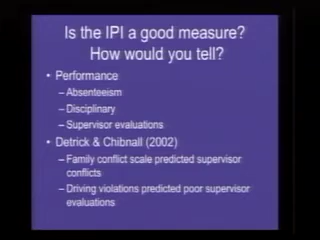 Is the IPI a good measure?
How would you tell?
• Performance
– Absenteeism
– Disciplinary
– Supervisor evaluations
• Detrick & Chibnall (2002)
– Family conflict scale predicted supervisor
conflicts
– Driving violations predicted poor supervisor
evaluations